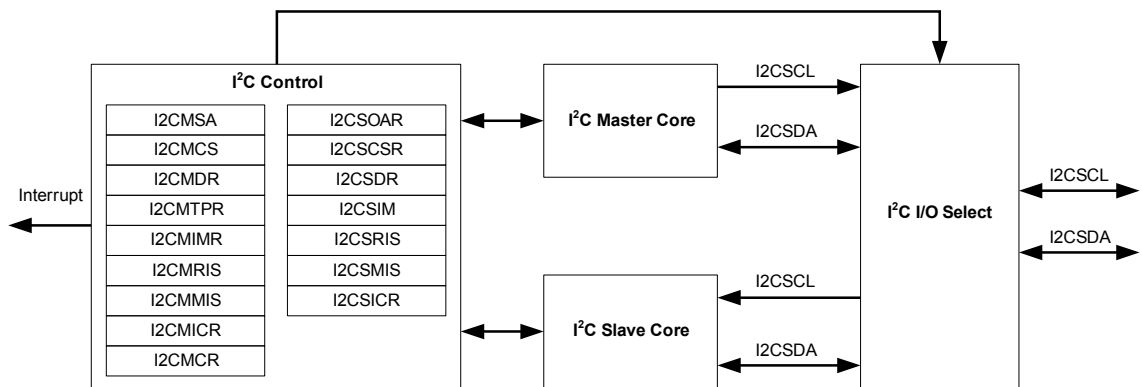 I²C Control
I2CMSA
I2CMCS
I2CMDR
I2CMTPR
I2CMIMR
I2CMRIS
I2CMMIS
I2CMICR
I2CMCR
I2CSOAR
I2CSCSR
I2CSDR
I2CSIM
I2CSRIS
I2CSMIS
I2CSICR
Interrupt
I²C Master Core
I2CSCL
I2CSDA
I²C Slave Core
I2CSCL
I2CSDA
I²C I/O Select
I2CSCL
I2CSDA